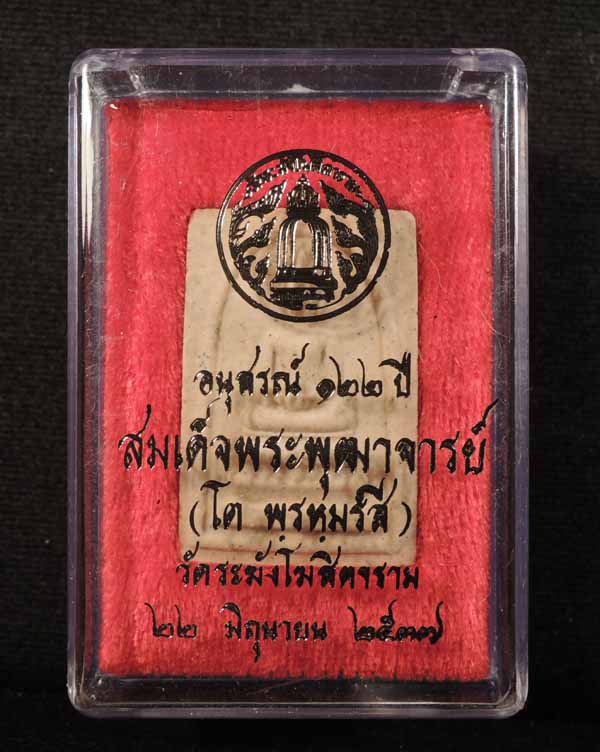 อนุสรณ์ ๑๒๒ ปี
สมเด็จพระพุฒาจารย์
(โต พรหฺมรํสี)
วัดระฆังโฆสิตาราม
๒๒ มิถุนายน ๒๕๓๗